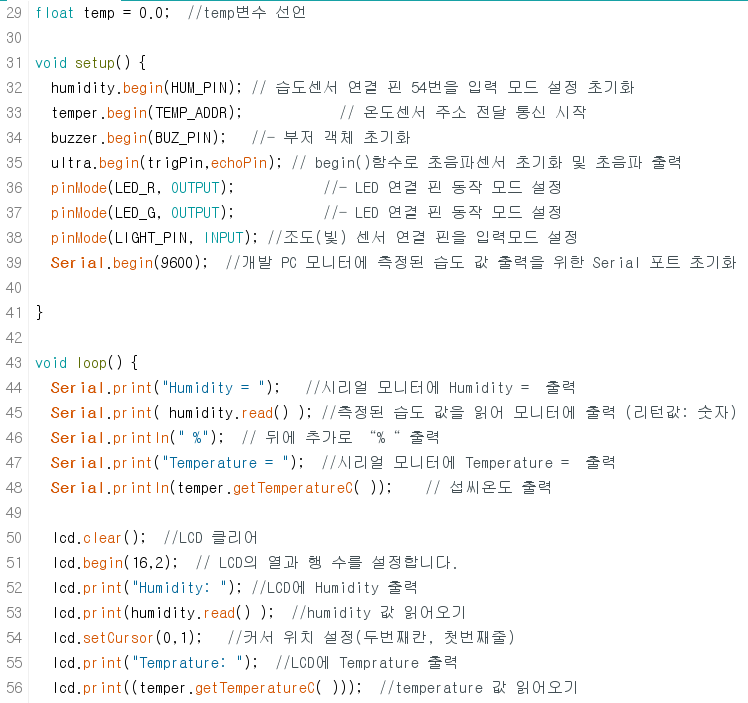 29 float temp = 0.0;  //temp변수 선언
30
31 void setup() {
32   humidity.begin(HUM_PIN); // 습도센서 연결 핀 54번을 입력 모드 설정 초기화
33   temper.begin(TEMP_ADDR);            // 온도센서 주소 전달 통신 시작
34   buzzer.begin(BUZ_PIN);   //- 부저 객체 초기화
35   ultra.begin(trigPin,echoPin); // begin()함수로 초음파센서 초기화 및 초음파 출력
36   pinMode(LED_R, OUTPUT);           //- LED 연결 핀 동작 모드 설정
37   pinMode(LED_G, OUTPUT);           //- LED 연결 핀 동작 모드 설정
38   pinMode(LIGHT_PIN, INPUT); //조도(빛) 센서 연결 핀을 입력모드 설정
39   Serial.begin(9600);  //개발 PC 모니터에 측정된 습도 값 출력을 위한 Serial 포트 초기화
40
41 }
42
43 void loop() {
44   Serial.print("Humidity = ");   //시리얼 모니터에 Humidity =  출력
45   Serial.print( humidity.read() ); //측정된 습도 값을 읽어 모니터에 출력 (리턴값: 숫자)
46   Serial.println(" %");  // 뒤에 추가로 “% “ 출력
47   Serial.print("Temperature = ");  //시리얼 모니터에 Temperature =  출력
48   Serial.println(temper.getTemperatureC( ));    // 섭씨온도 출력
49
50   lcd.clear();  //LCD 클리어
51   lcd.begin(16,2);  // LCD의 열과 행 수를 설정합니다.
52   lcd.print("Humidity: "); //LCD에 Humidity 출력
53   lcd.print(humidity.read() );  //humidity 값 읽어오기
54   lcd.setCursor(0,1);   //커서 위치 설정(두번째칸, 첫번째줄)
55   lcd.print("Temprature: ");  //LCD에 Temprature 출력
56   lcd.print((temper.getTemperatureC( )));  //temperature 값 읽어오기